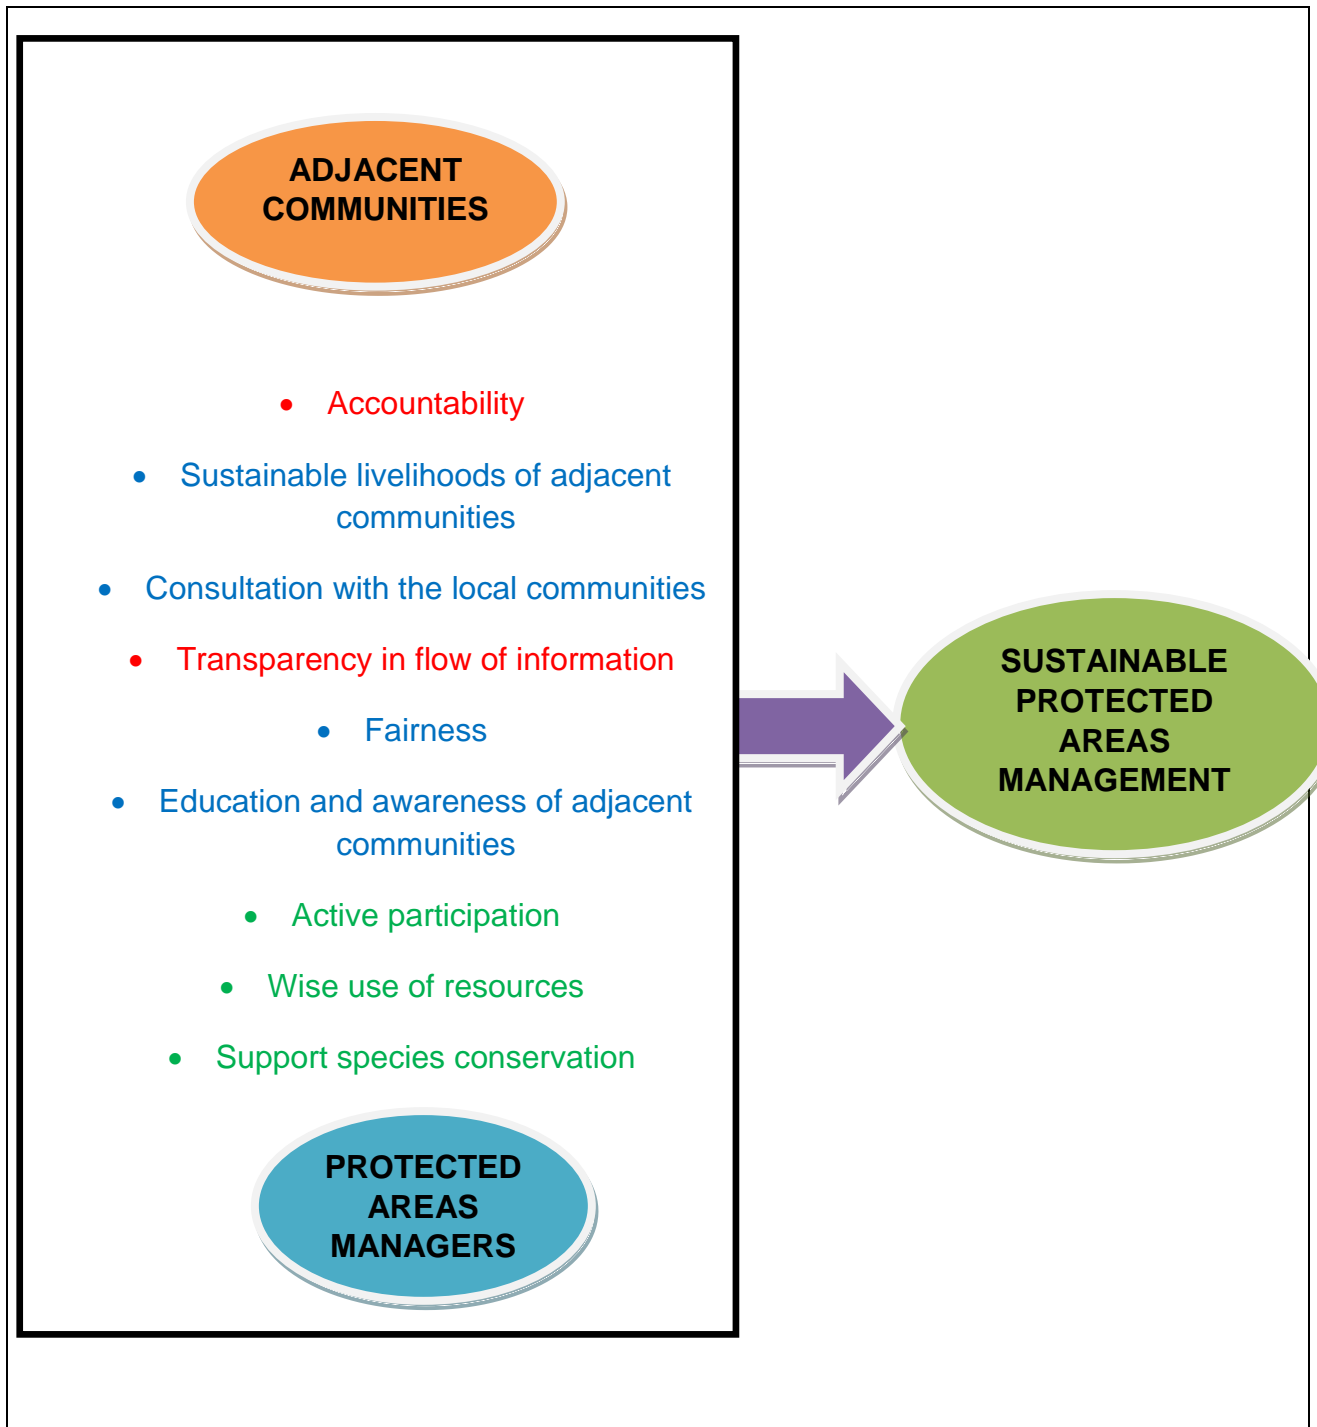 ADJACENT
COMMUNITIES
• Accountability
• Sustainable livelihoods of adjacent
communities
• Consultation with the local communities
• Transparency in flow of information
• Fairness
• Education and awareness of adjacent
communities
• Active participation
• Wise use of resources
• Support species conservation
PROTECTED
AREAS
MANAGERS
SUSTAINABLE
PROTECTED
AREAS
MANAGEMENT